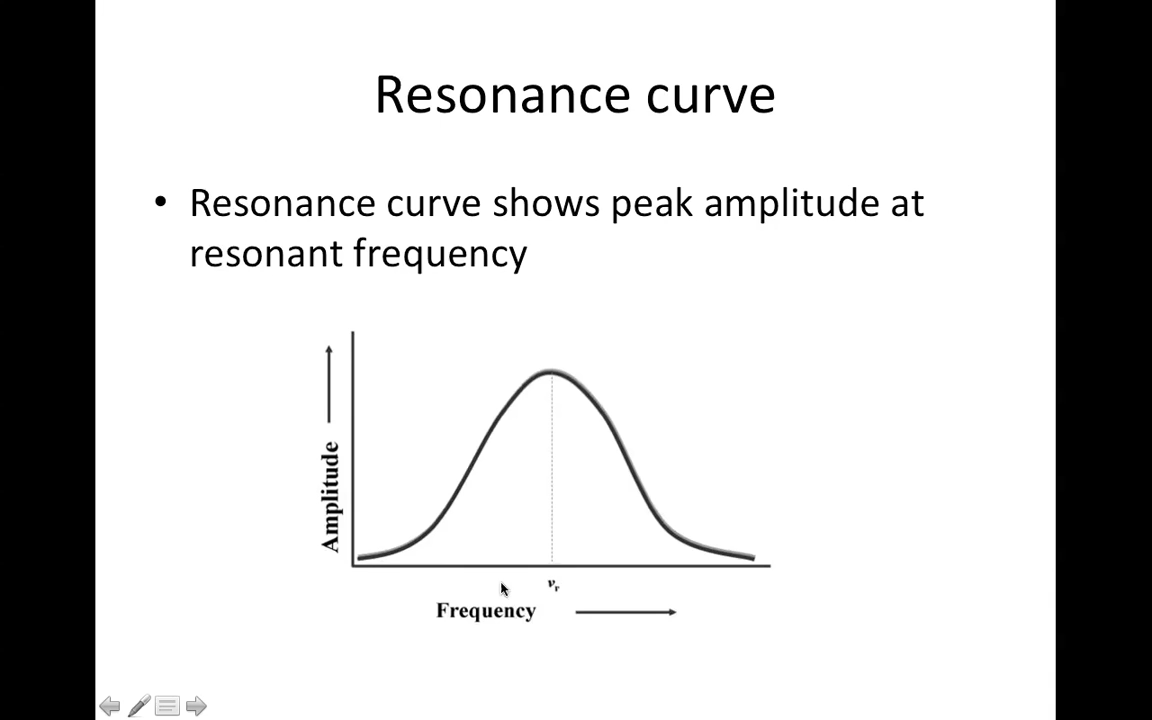 Resonance curve
• Resonance curve shows peak amplitude at
resonant frequency
Amplitude
νr
Frequency